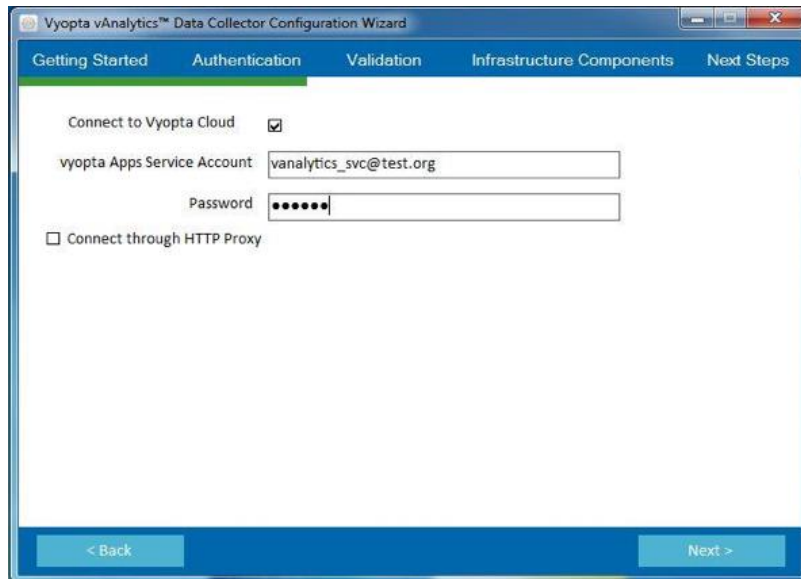 Vyopta vAnalytics™ Data Collector Configuration Wizard
Getting Started Authentication Validation Infrastructure Components Next Steps
Connect to Vyopta Cloud
vyopta Apps Service Account vanalytics_svc@test.org
Password ••••••
Connect through HTTP Proxy
< Back Next >